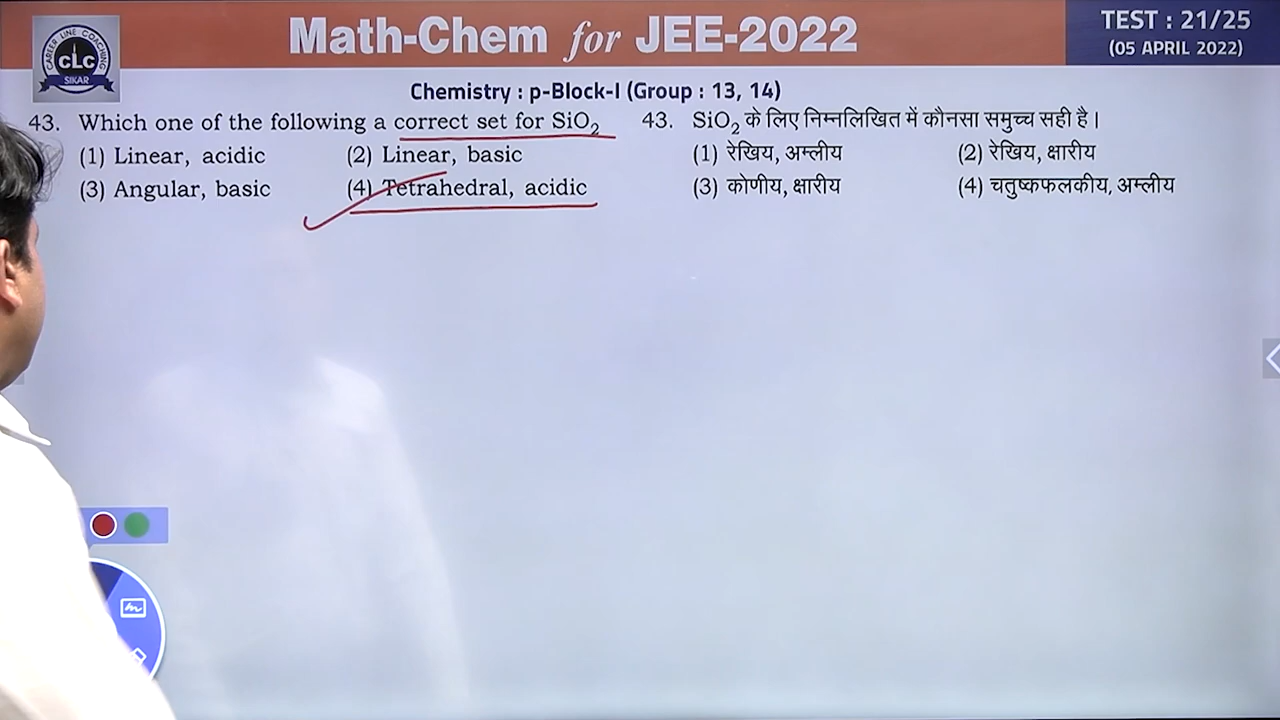 Math-Chem for JEE-2022
TEST : 21/25
(05 APRIL 2022)
CAREER LINE COACHING
CLC
SIKAR
Chemistry : p-Block-I (Group : 13, 14)
43. Which one of the following a correct set for SiO2
(1) Linear, acidic (2) Linear, basic
(3) Angular, basic (4) Tetrahedral, acidic
43. SiO2 के लिए निम्नलिखित में कौनसा समुच्च सही है।
(1) रेखिय, अम्लीय (2) रेखिय, क्षारीय
(3) कोणीय, क्षारीय (4) चतुष्कफलकीय, अम्लीय